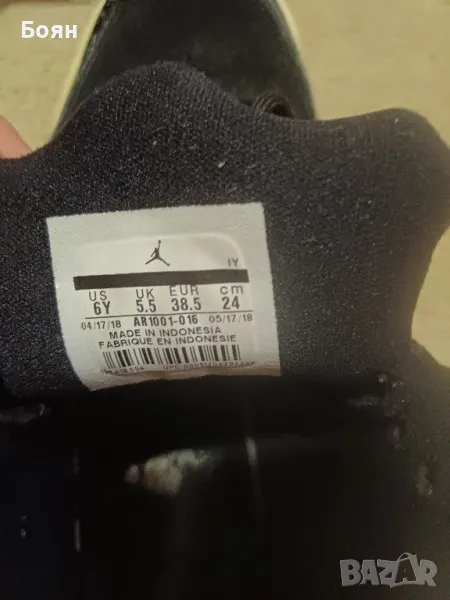 Боян
IY
US UK EUR cm
6Y 5.5 38.5 24
04/17/18 AR1001-016 05/17/18
MADE IN INDONESIA
FABRIQUE EN INDONESIE
BAZAR